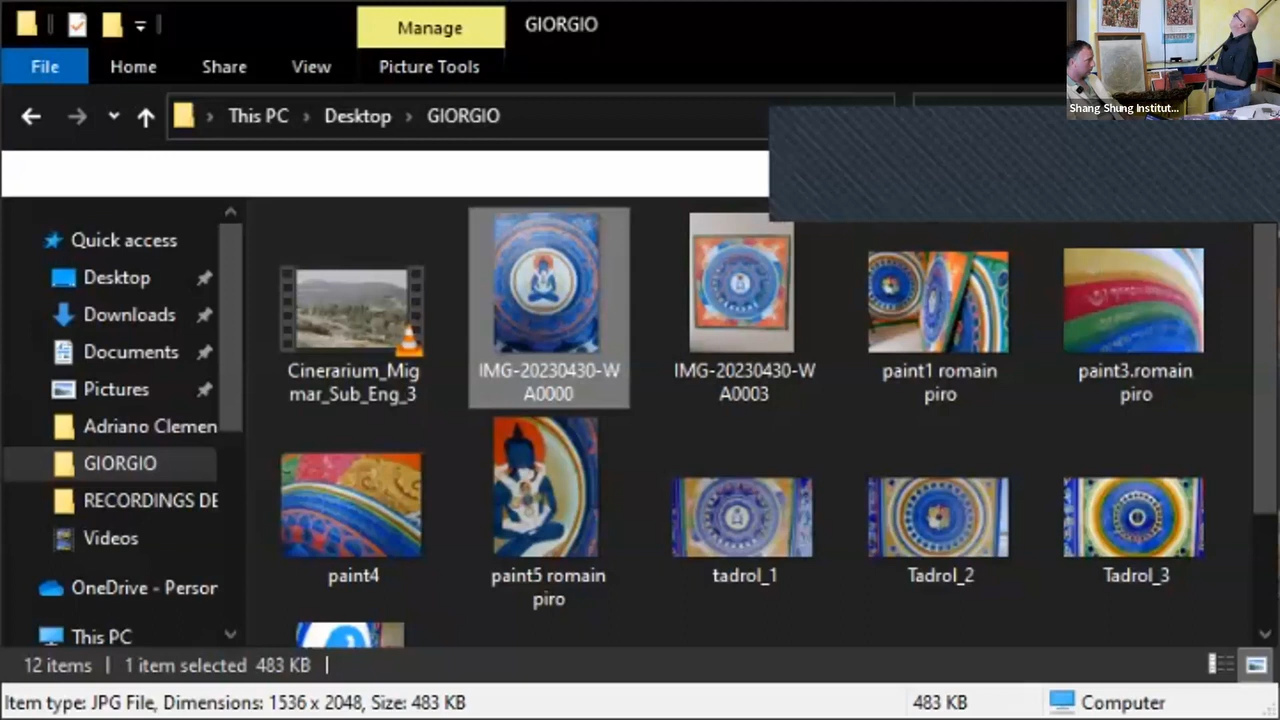 Manage
GIORGIO
File
Home
Share
View
Picture Tools
This PC
Desktop
GIORGIO
Shang Shung Institut...
Quick access
Desktop
Downloads
Documents
Pictures
Adriano Clemen
GIORGIO
RECORDINGS DE
Videos
OneDrive - Person
This PC
Cinerarium_Mig
mar_Sub_Eng_3
IMG-20230430-W
A0000
IMG-20230430-W
A0003
paint1 romain
piro
paint3.romain
piro
paint4
paint5 romain
piro
tadrol_1
Tadrol_2
Tadrol_3
12 items
1 item selected 483 KB
Item type: JPG File, Dimensions: 1536 x 2048, Size: 483 KB
483 KB
Computer